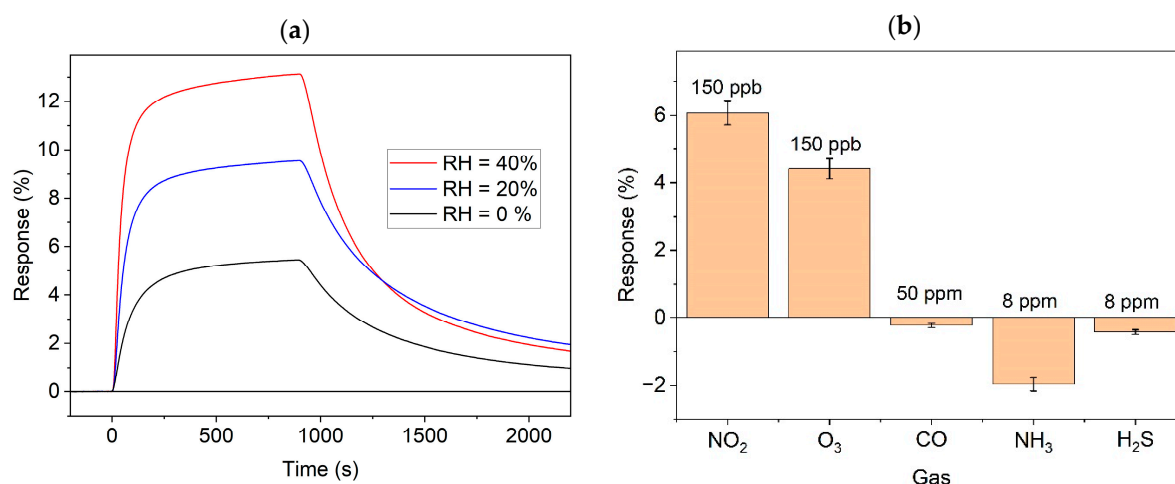 (a)
12
10
8
6
4
2
0
Response (%)
RH = 40%
RH = 20%
RH = 0 %
0
500
1000
1500
2000
Time (s)
(b)
6
4
2
0
−2
Response (%)
150 ppb
150 ppb
50 ppm
8 ppm
8 ppm
NO₂
O₃
CO
NH₃
H₂S
Gas